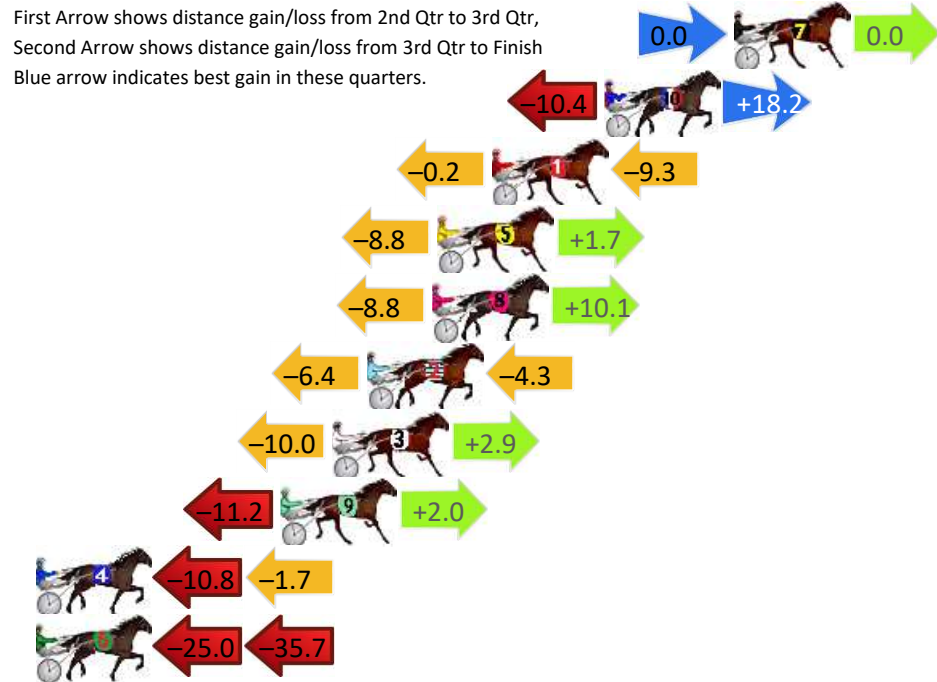 First Arrow shows distance gain/loss from 2nd Qtr to 3rd Qtr,
Second Arrow shows distance gain/loss from 3rd Qtr to Finish
Blue arrow indicates best gain in these quarters.
0.0 7 0.0
−10.4 10 +18.2
−0.2 1 −9.3
−8.8 5 +1.7
−8.8 8 +10.1
−6.4 2 −4.3
−10.0 3 +2.9
−11.2 9 +2.0
4 −10.8 −1.7
6 −25.0 −35.7